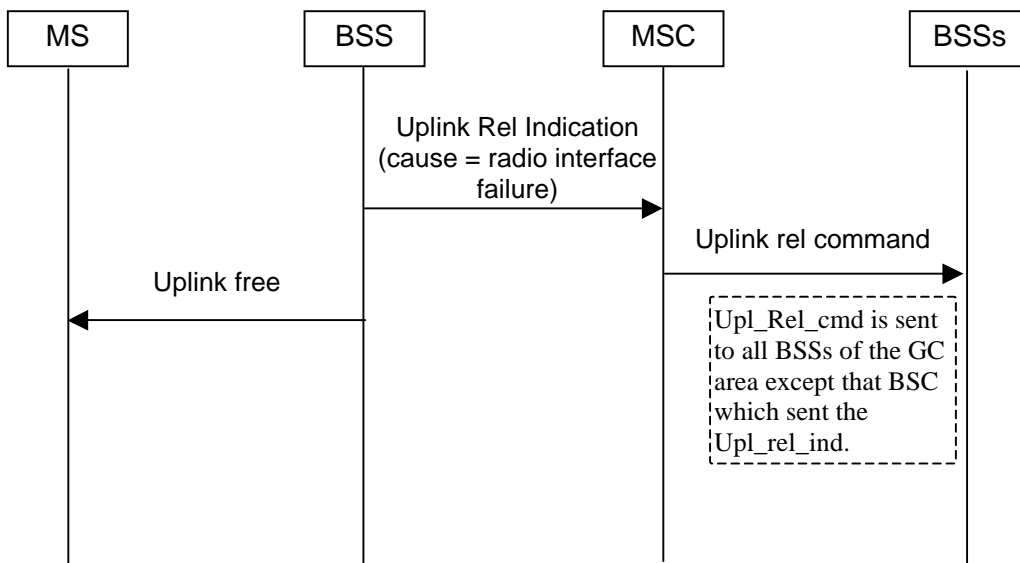 MS
BSS
MSC
BSSs
Uplink Rel Indication
(cause = radio interface
failure)
Uplink rel command
Uplink free
Upl_Rel_cmd is sent
to all BSSs of the GC
area except that BSC
which sent the
Upl_rel_ind.